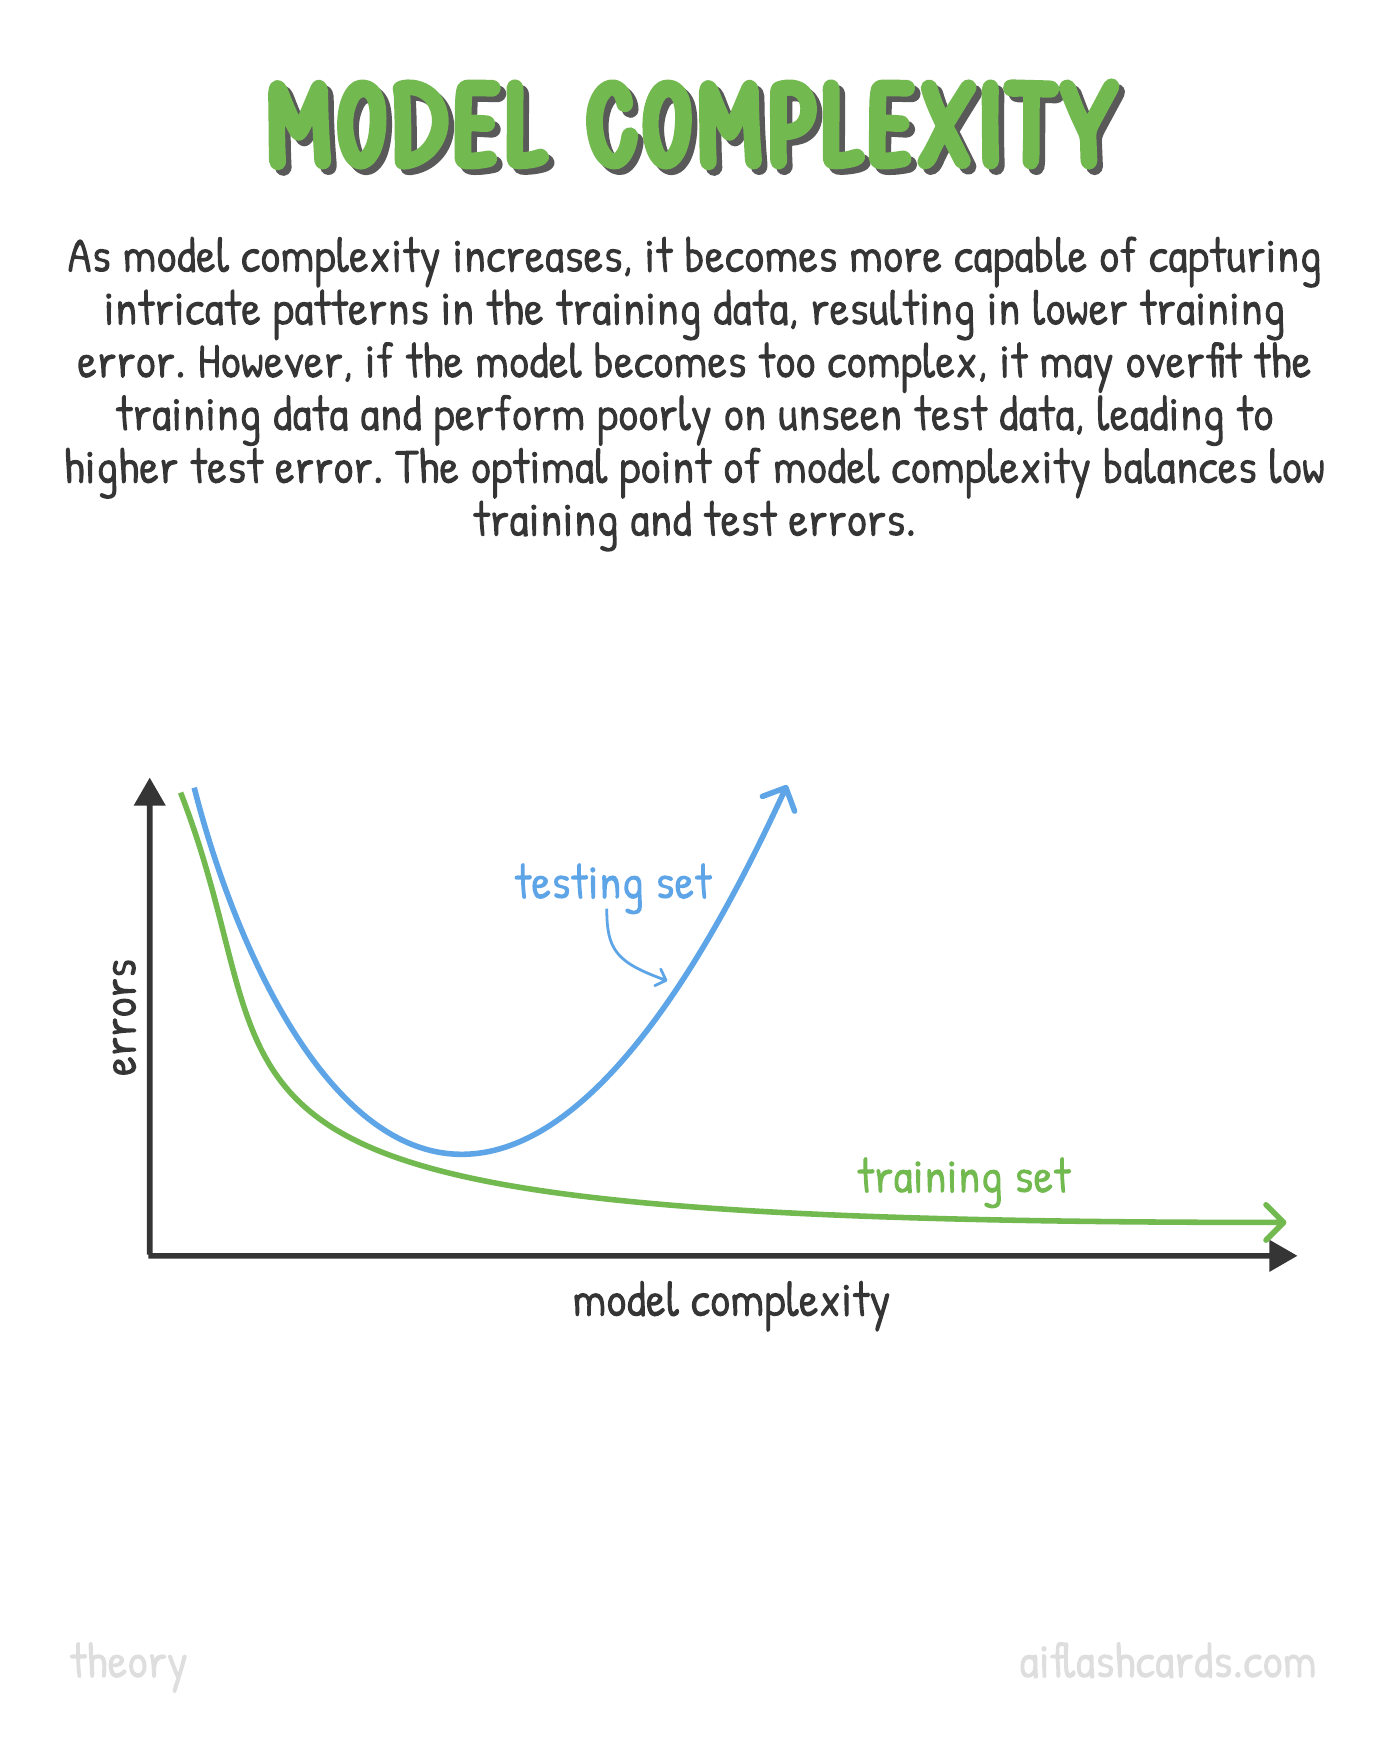 MODEL COMPLEXITY
As model complexity increases, it becomes more capable of capturing
intricate patterns in the training data, resulting in lower training
error. However, if the model becomes too complex, it may overfit the
training data and perform poorly on unseen test data, leading to
higher test error. The optimal point of model complexity balances low
training and test errors.
testing set
errors
training set
model complexity
theory
aiflashcards.com